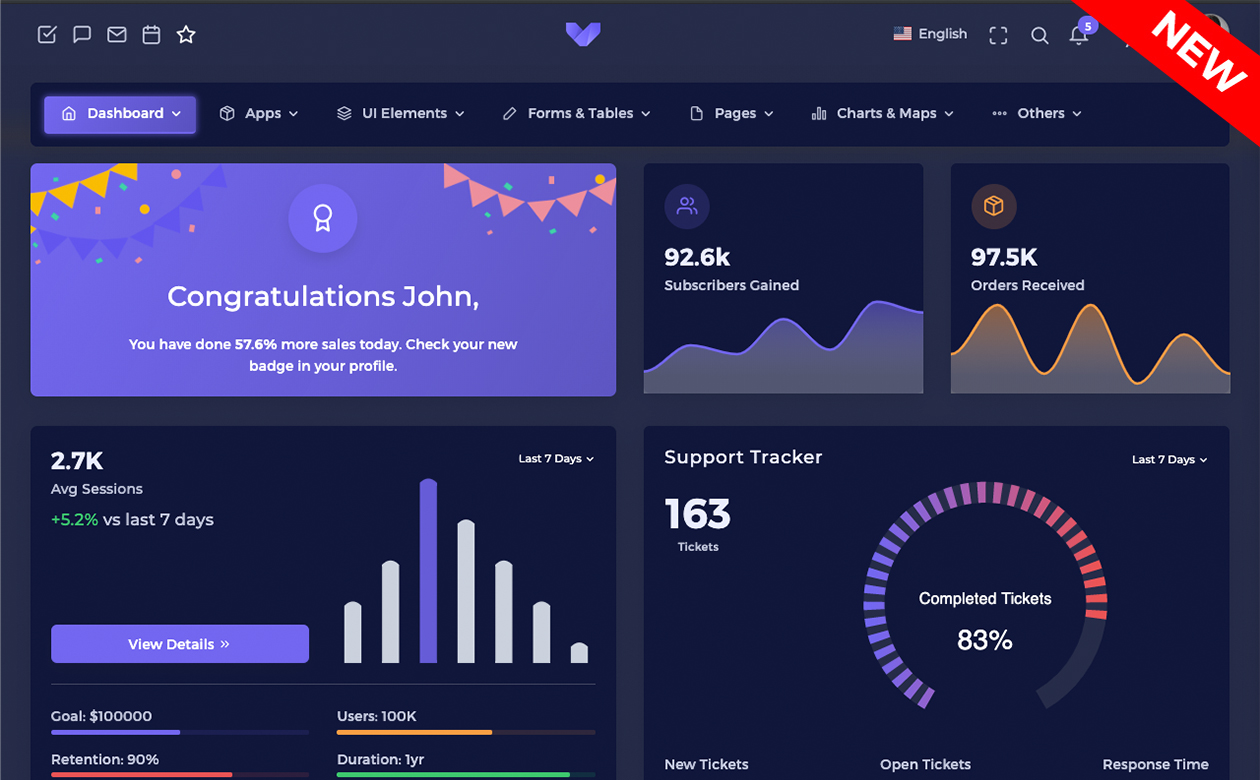 English
5
NEW
Dashboard
Apps
UI Elements
Forms & Tables
Pages
Charts & Maps
Others
Congratulations John,
You have done 57.6% more sales today. Check your new
badge in your profile.
92.6k
Subscribers Gained
97.5K
Orders Received
2.7K
Avg Sessions
+5.2% vs last 7 days
Last 7 Days
View Details »
Goal: $100000
Users: 100K
Retention: 90%
Duration: 1yr
Support Tracker
Last 7 Days
163
Tickets
Completed Tickets
83%
New Tickets
Open Tickets
Response Time